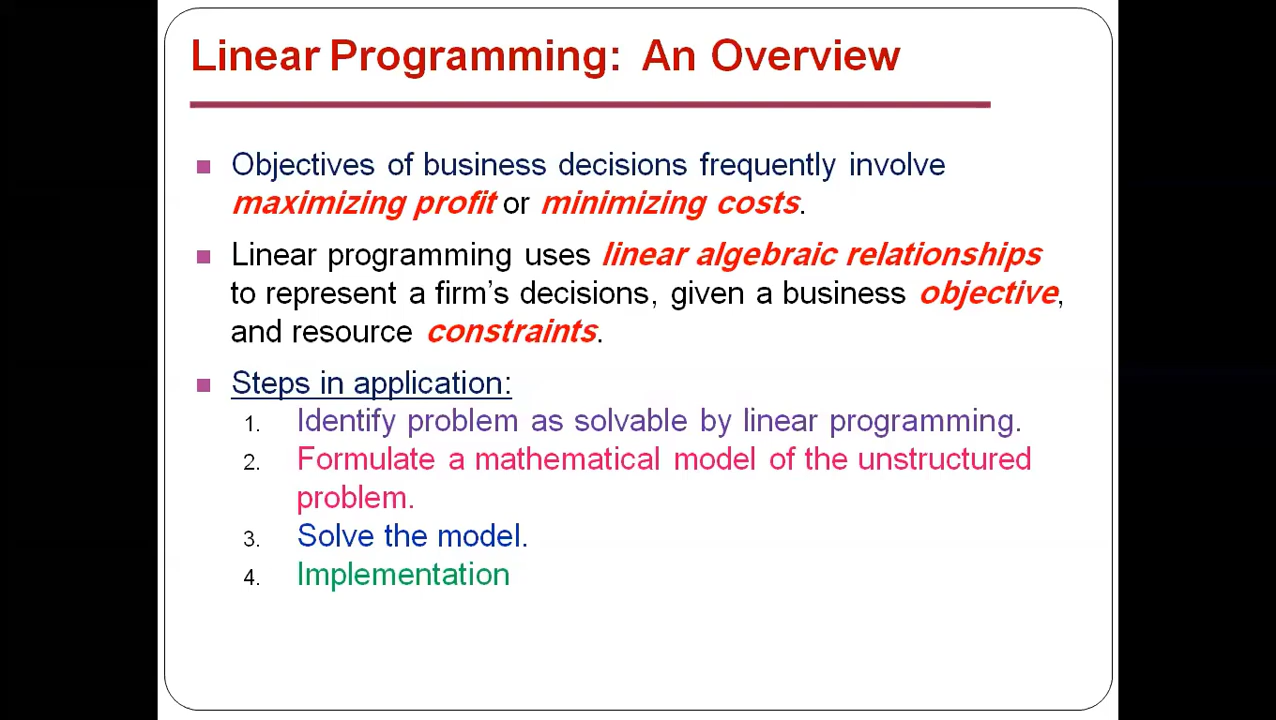 Linear Programming: An Overview
Objectives of business decisions frequently involve
maximizing profit or minimizing costs.
Linear programming uses linear algebraic relationships
to represent a firm's decisions, given a business objective,
and resource constraints.
Steps in application:
1. Identify problem as solvable by linear programming.
2. Formulate a mathematical model of the unstructured
problem.
3. Solve the model.
4. Implementation